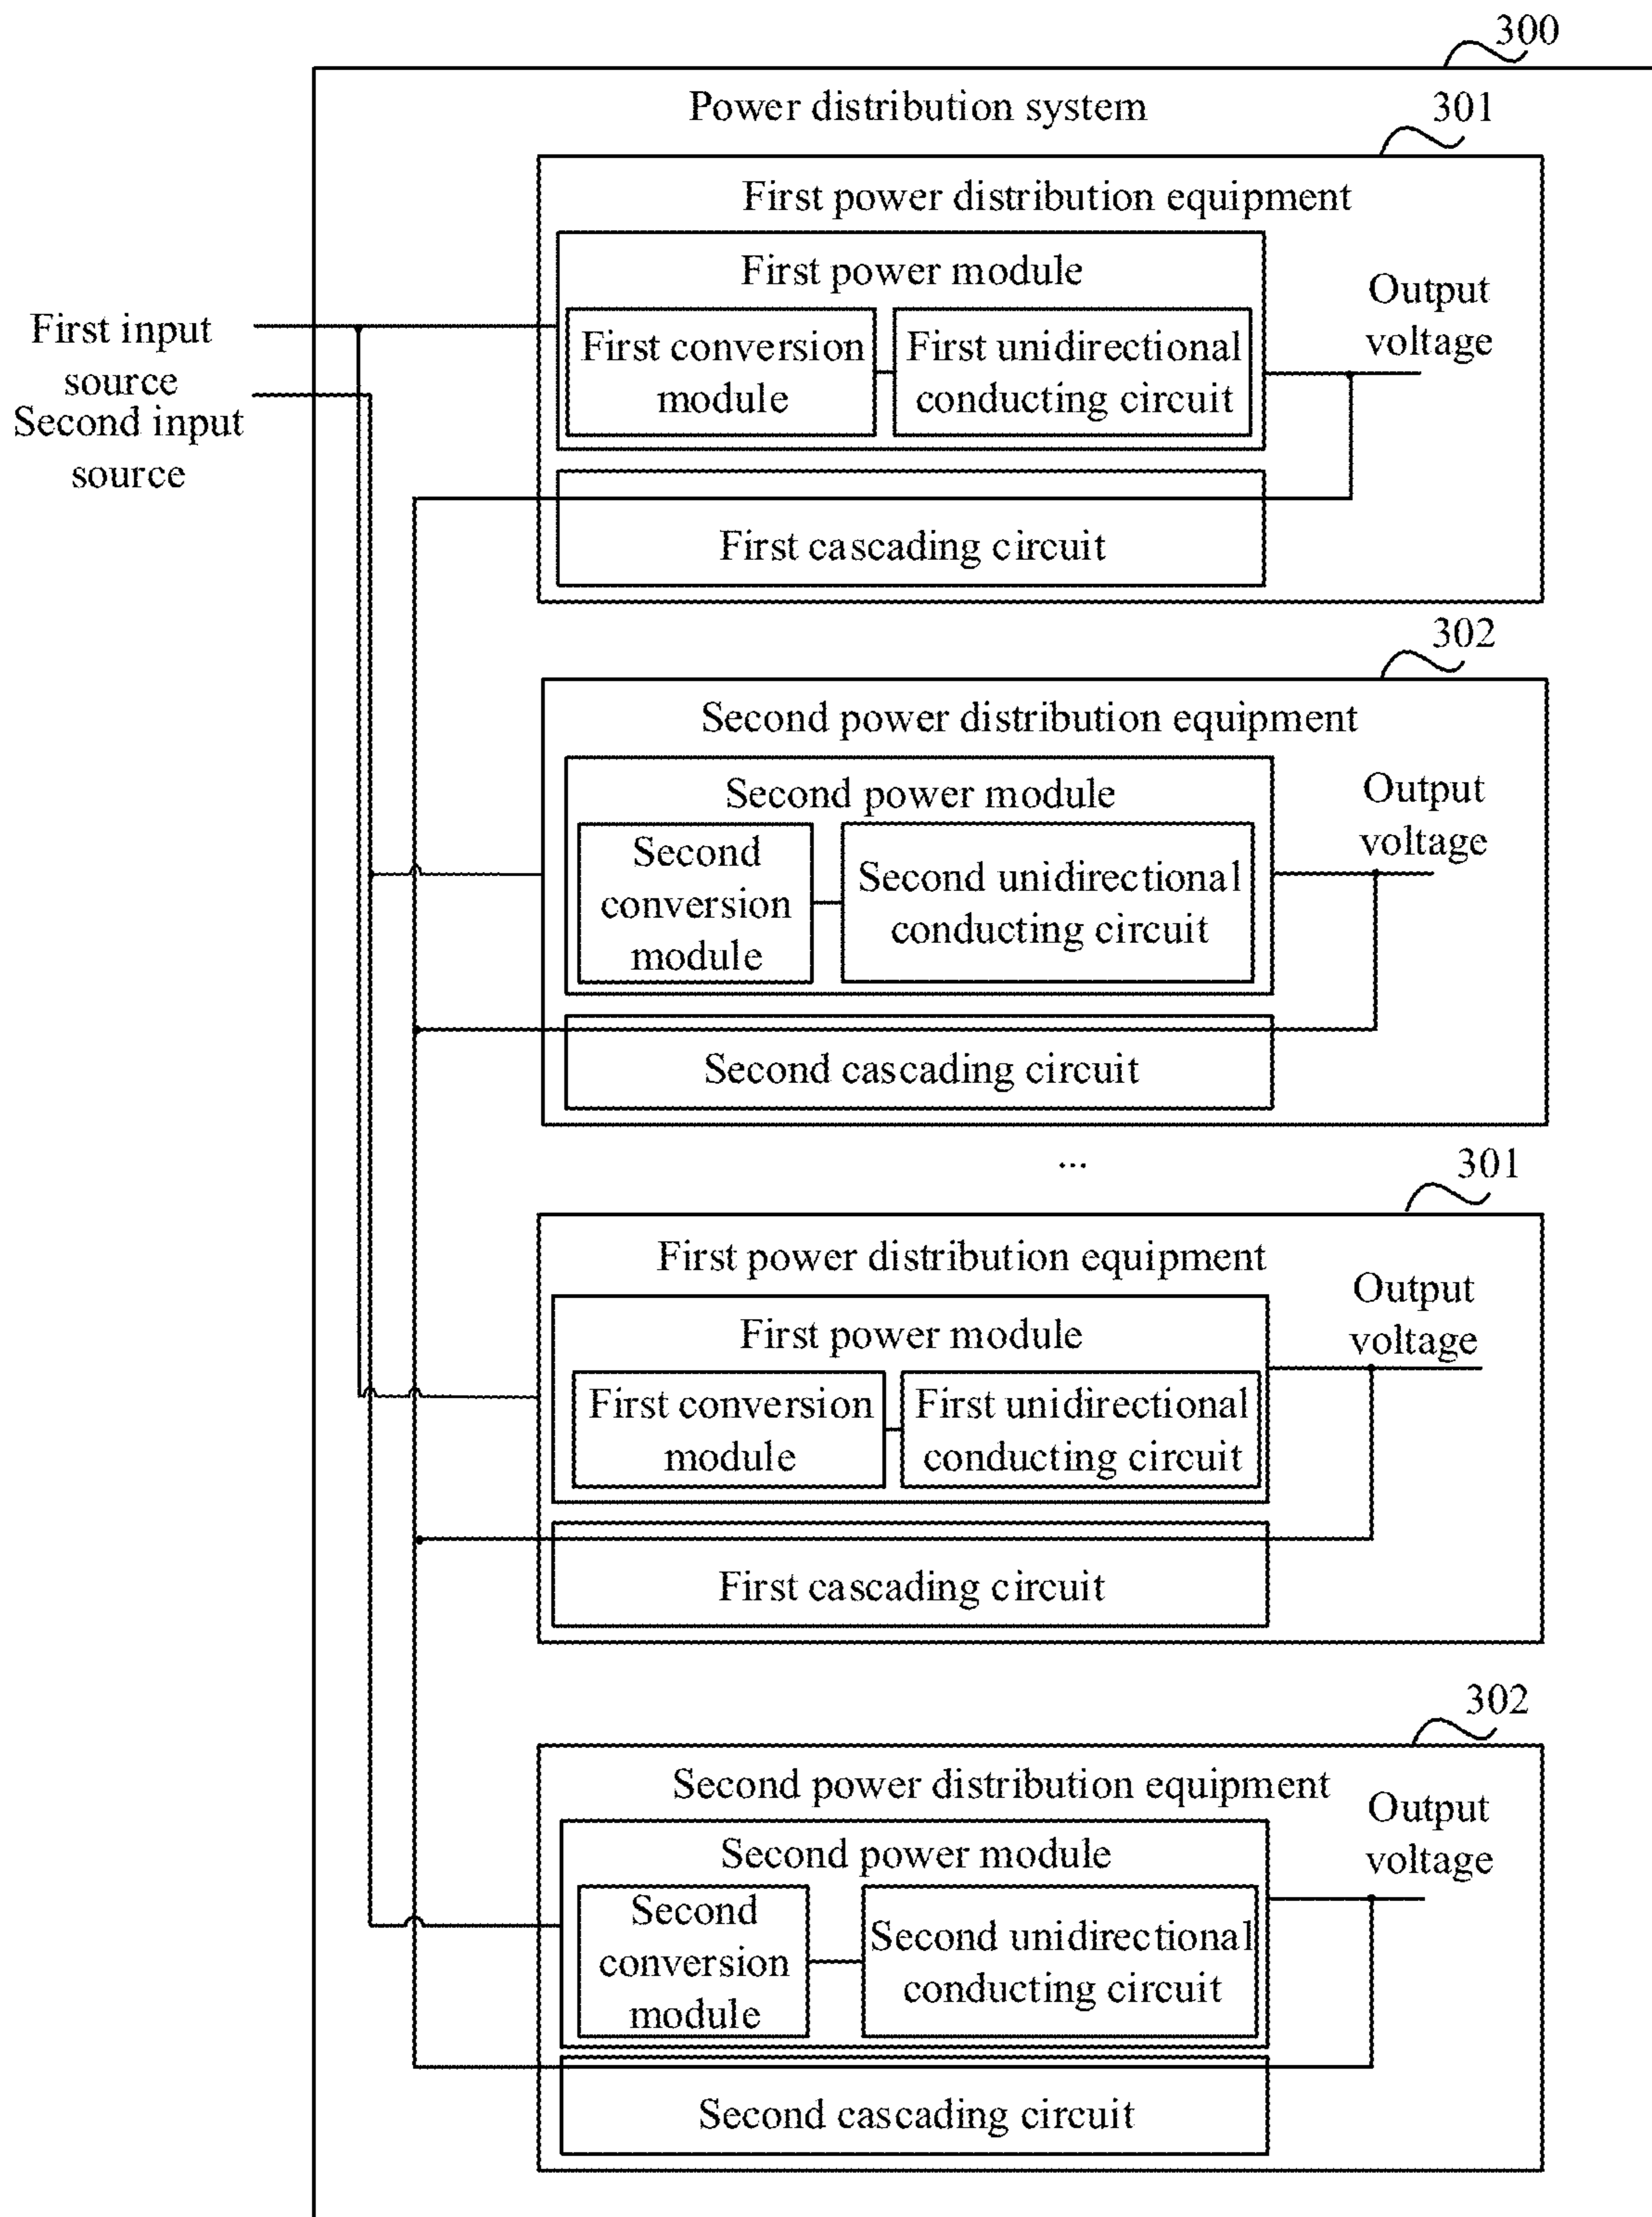 300
Power distribution system
301
First power distribution equipment
First power module
Output
voltage
First input
source
First conversion
module
First unidirectional
conducting circuit
Second input
source
First cascading circuit
302
Second power distribution equipment
Second power module
Output
voltage
Second
conversion
module
Second unidirectional
conducting circuit
Second cascading circuit
...
301
First power distribution equipment
First power module
Output
voltage
First conversion
module
First unidirectional
conducting circuit
First cascading circuit
302
Second power distribution equipment
Second power module
Output
voltage
Second
conversion
module
Second unidirectional
conducting circuit
Second cascading circuit